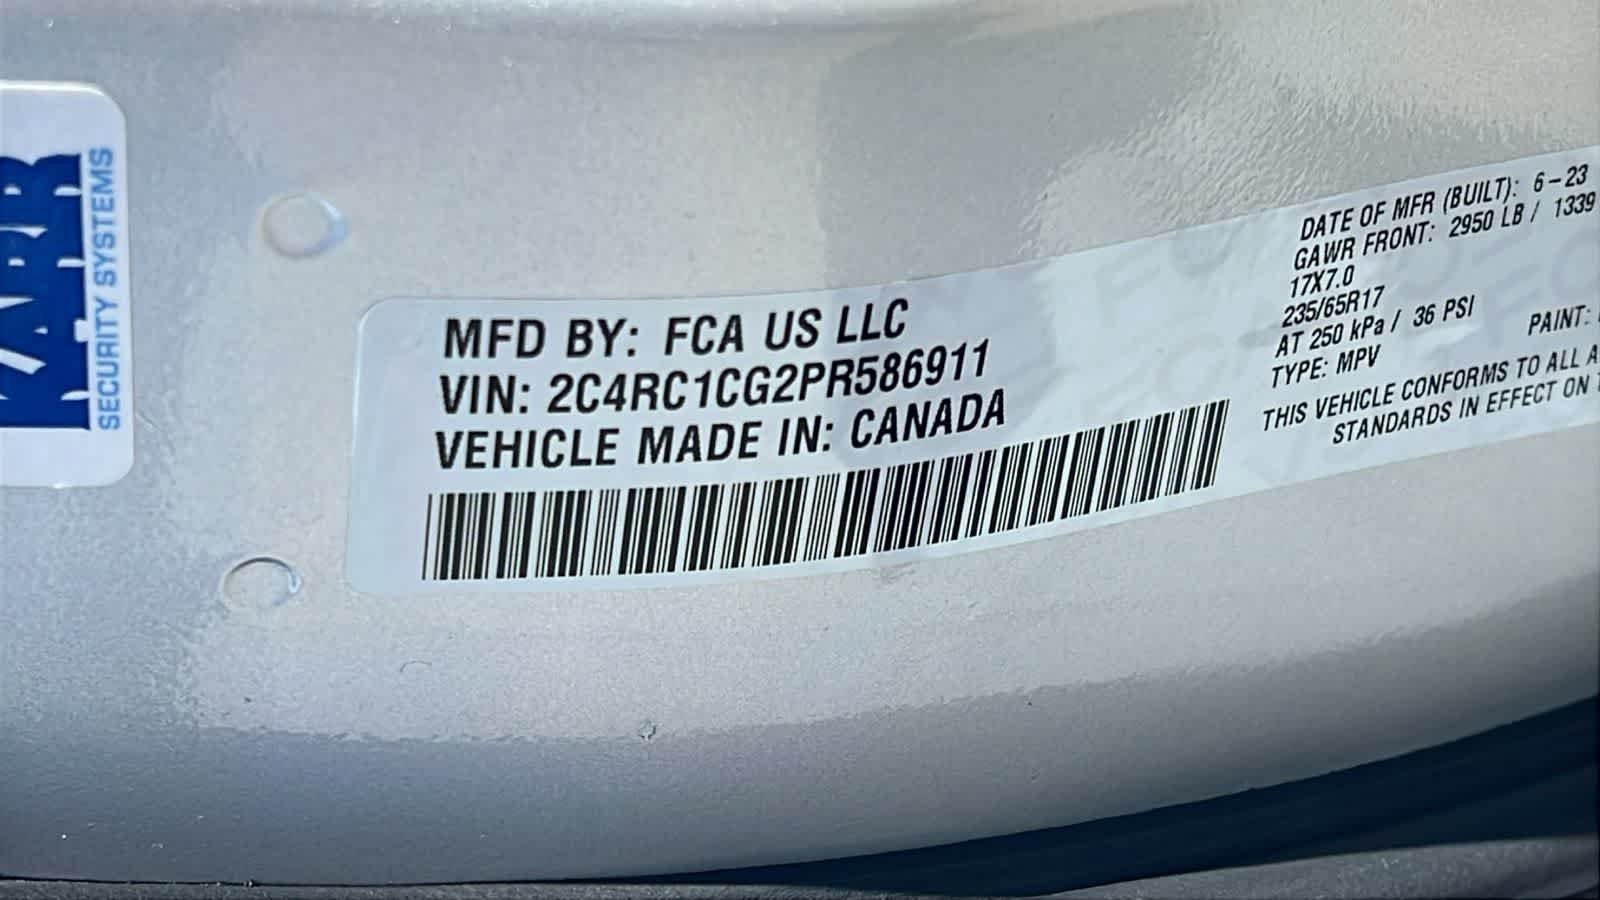 KARR
SECURITY SYSTEMS
MFD BY: FCA US LLC
VIN: 2C4RC1CG2PR586911
VEHICLE MADE IN: CANADA
DATE OF MFR (BUILT): 6-23
GAWR FRONT: 2950 LB / 1339
17X7.0
235/65R17
AT 250 kPa / 36 PSI
TYPE: MPV
PAINT:
THIS VEHICLE CONFORMS TO ALL A
STANDARDS IN EFFECT ON